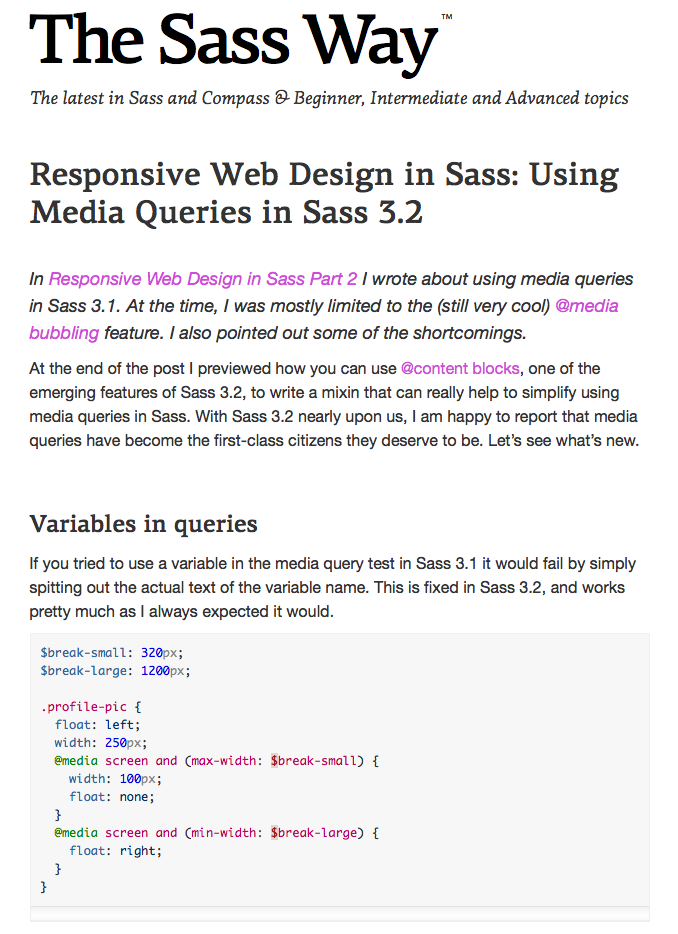 The Sass Way™
The latest in Sass and Compass & Beginner, Intermediate and Advanced topics
Responsive Web Design in Sass: Using
Media Queries in Sass 3.2
In Responsive Web Design in Sass Part 2 I wrote about using media queries
in Sass 3.1. At the time, I was mostly limited to the (still very cool) @media
bubbling feature. I also pointed out some of the shortcomings.
At the end of the post I previewed how you can use @content blocks, one of the
emerging features of Sass 3.2, to write a mixin that can really help to simplify using
media queries in Sass. With Sass 3.2 nearly upon us, I am happy to report that media
queries have become the first-class citizens they deserve to be. Let’s see what’s new.
Variables in queries
If you tried to use a variable in the media query test in Sass 3.1 it would fail by simply
spitting out the actual text of the variable name. This is fixed in Sass 3.2, and works
pretty much as I always expected it would.
$break-small: 320px;
$break-large: 1200px;
.profile-pic {
  float: left;
  width: 250px;
  @media screen and (max-width: $break-small) {
    width: 100px;
    float: none;
  }
  @media screen and (min-width: $break-large) {
    float: right;
  }
}